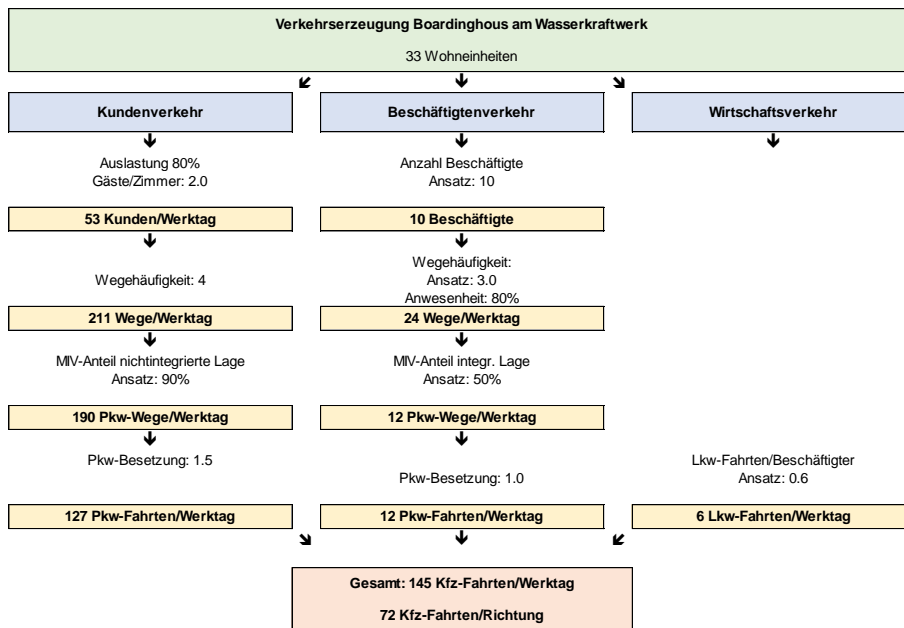 Verkehrserzeugung Boardinghous am Wasserkraftwerk
33 Wohneinheiten
Kundenverkehr
Beschäftigtenverkehr
Wirtschaftsverkehr
Auslastung 80%
Gäste/Zimmer: 2.0
Anzahl Beschäftigte
Ansatz: 10
53 Kunden/Werktag
10 Beschäftigte
Wegehäufigkeit: 4
Wegehäufigkeit:
Ansatz: 3.0
Anwesenheit: 80%
211 Wege/Werktag
24 Wege/Werktag
MIV-Anteil nichtintegrierte Lage
Ansatz: 90%
MIV-Anteil integr. Lage
Ansatz: 50%
190 Pkw-Wege/Werktag
12 Pkw-Wege/Werktag
Pkw-Besetzung: 1.5
Pkw-Besetzung: 1.0
Lkw-Fahrten/Beschäftigter
Ansatz: 0.6
127 Pkw-Fahrten/Werktag
12 Pkw-Fahrten/Werktag
6 Lkw-Fahrten/Werktag
Gesamt: 145 Kfz-Fahrten/Werktag
72 Kfz-Fahrten/Richtung